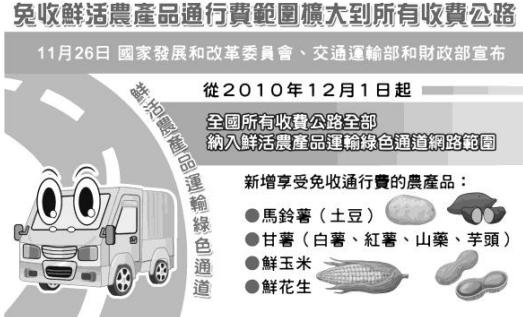 免收鮮活農產品通行費範圍擴大到所有收費公路
11月26日 國家發展和改革委員會、交通運輸部和財政部宣布
從2010年12月1日起
全國所有收費公路全部
納入鮮活農產品運輸綠色通道網路範圍
鮮活農產品運輸綠色通道
新增享受免收通行費的農產品：
●馬鈴薯（土豆）
●甘薯（白薯、紅薯、山藥、芋頭）
●鮮玉米
●鮮花生